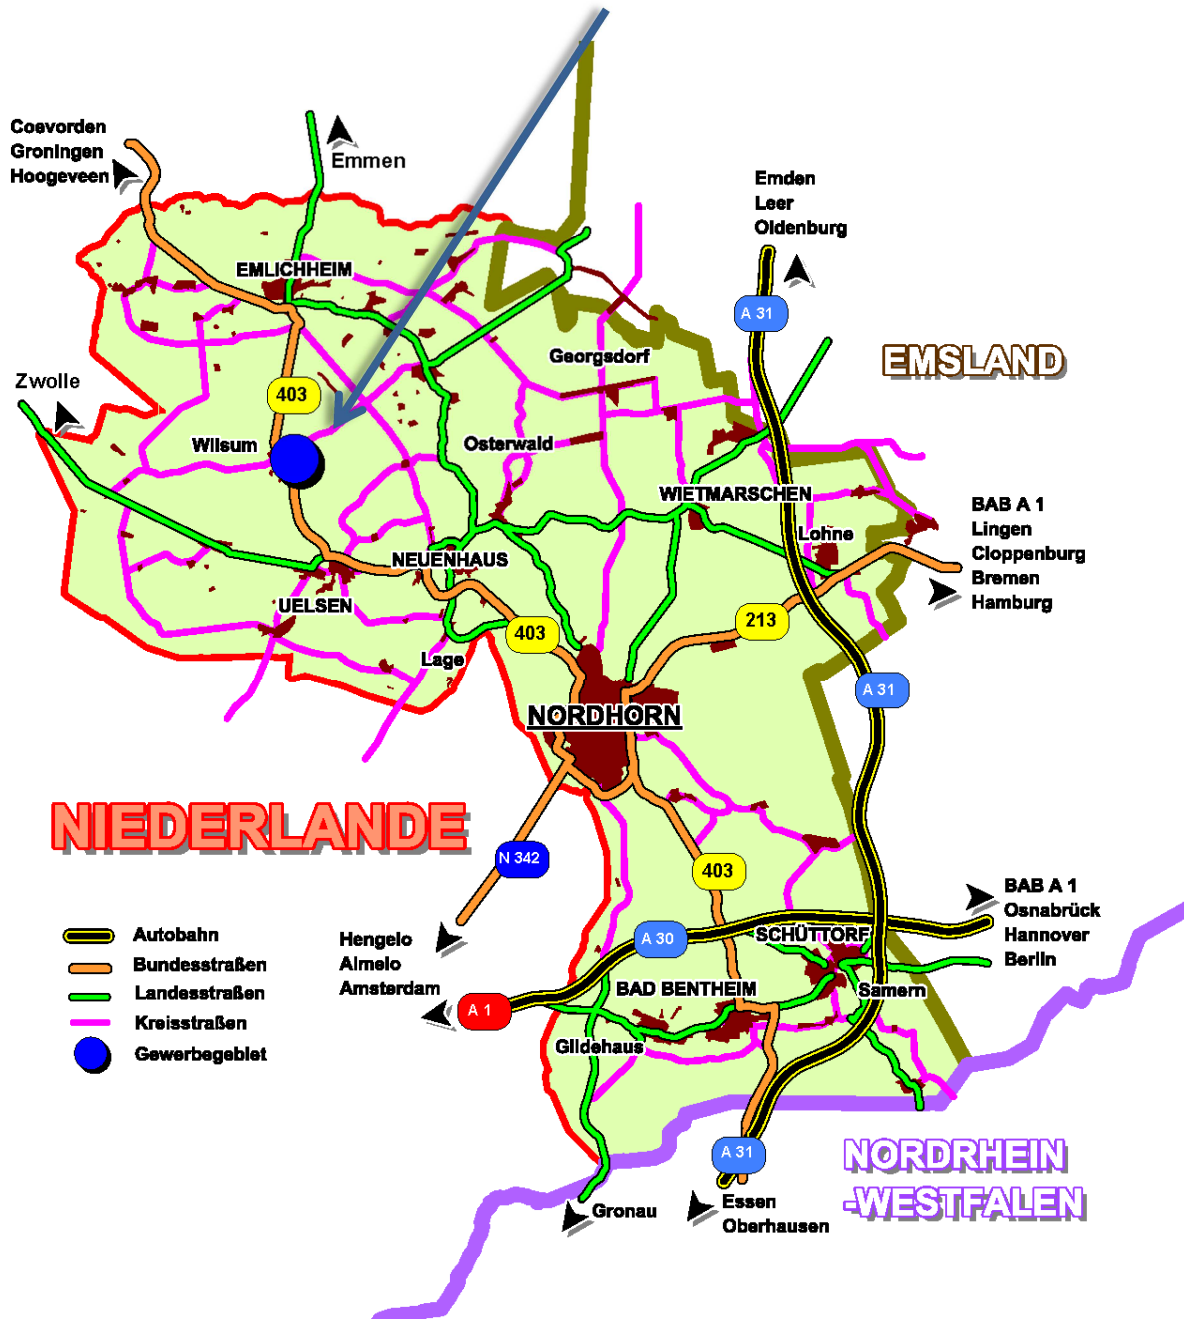 Coevorden
Groningen
Hoogeveen
Emmen
Emden
Leer
Oldenburg
EMLICHHEIM
A 31
Georgsdorf
EMSLAND
Zwolle
403
Wilsum
Osterwald
WIETMARSCHEN
BAB A 1
Lingen
Cloppenburg
Bremen
Hamburg
Lohne
NEUENHAUS
UELSEN
403
213
Lage
A 31
NORDHORN
NIEDERLANDE
N 342
403
BAB A 1
Osnabrück
Hannover
Berlin
Autobahn
Bundesstraßen
Landesstraßen
Kreisstraßen
Gewerbegebiet
Hengelo
Almelo
Amsterdam
A 30
SCHÜTTORF
A 1
BAD BENTHEIM
Samern
Gildehaus
A 31
NORDRHEIN
-WESTFALEN
Gronau
Essen
Oberhausen